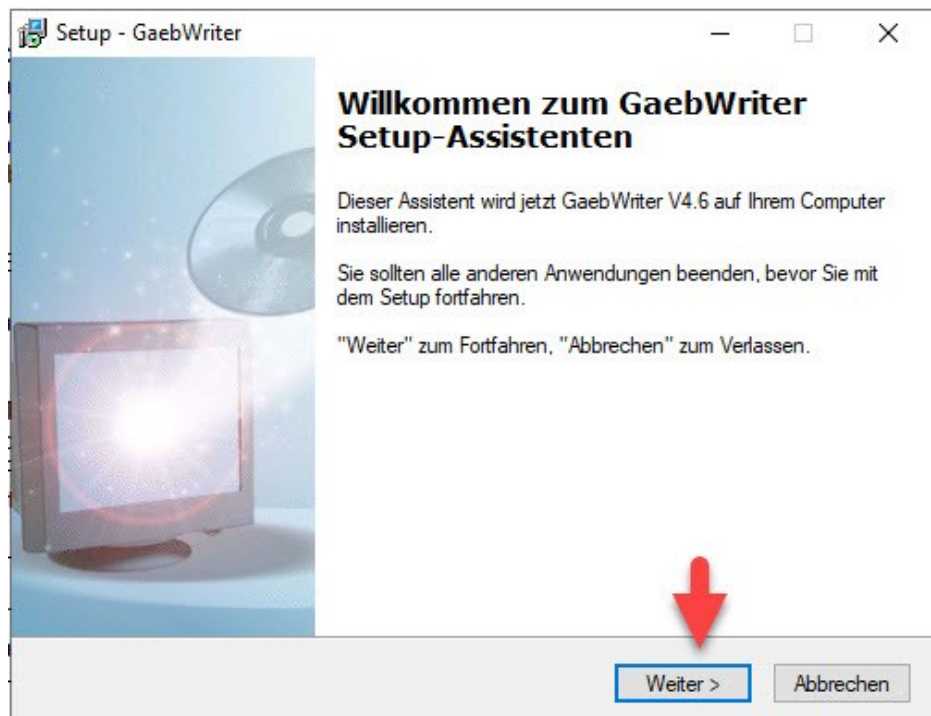 Setup - GaebWriter
Willkommen zum GaebWriter
Setup-Assistenten
Dieser Assistent wird jetzt GaebWriter V4.6 auf Ihrem Computer
installieren.
Sie sollten alle anderen Anwendungen beenden, bevor Sie mit
dem Setup fortfahren.
"Weiter" zum Fortfahren, "Abbrechen" zum Verlassen.
Weiter > Abbrechen